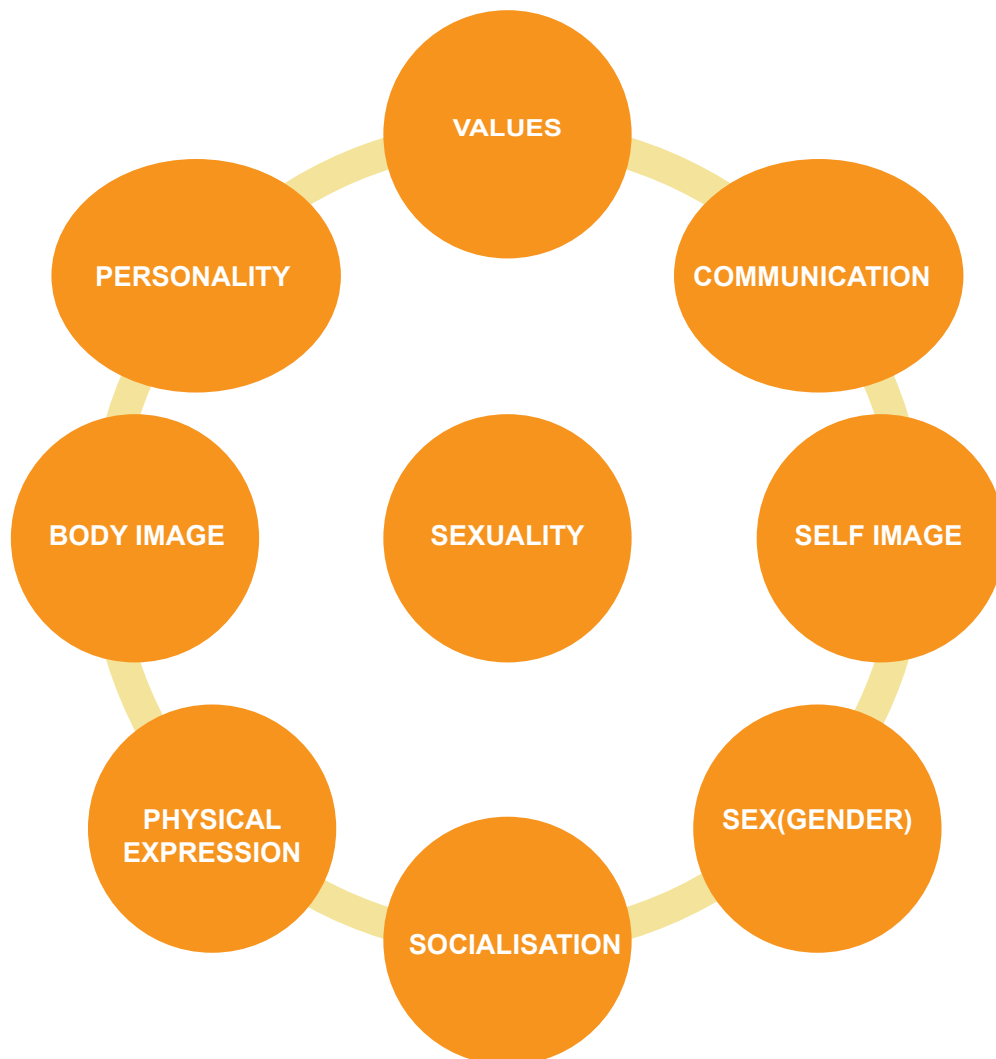 VALUES
PERSONALITY
COMMUNICATION
BODY IMAGE
SEXUALITY
SELF IMAGE
PHYSICAL
EXPRESSION
SEX(GENDER)
SOCIALISATION